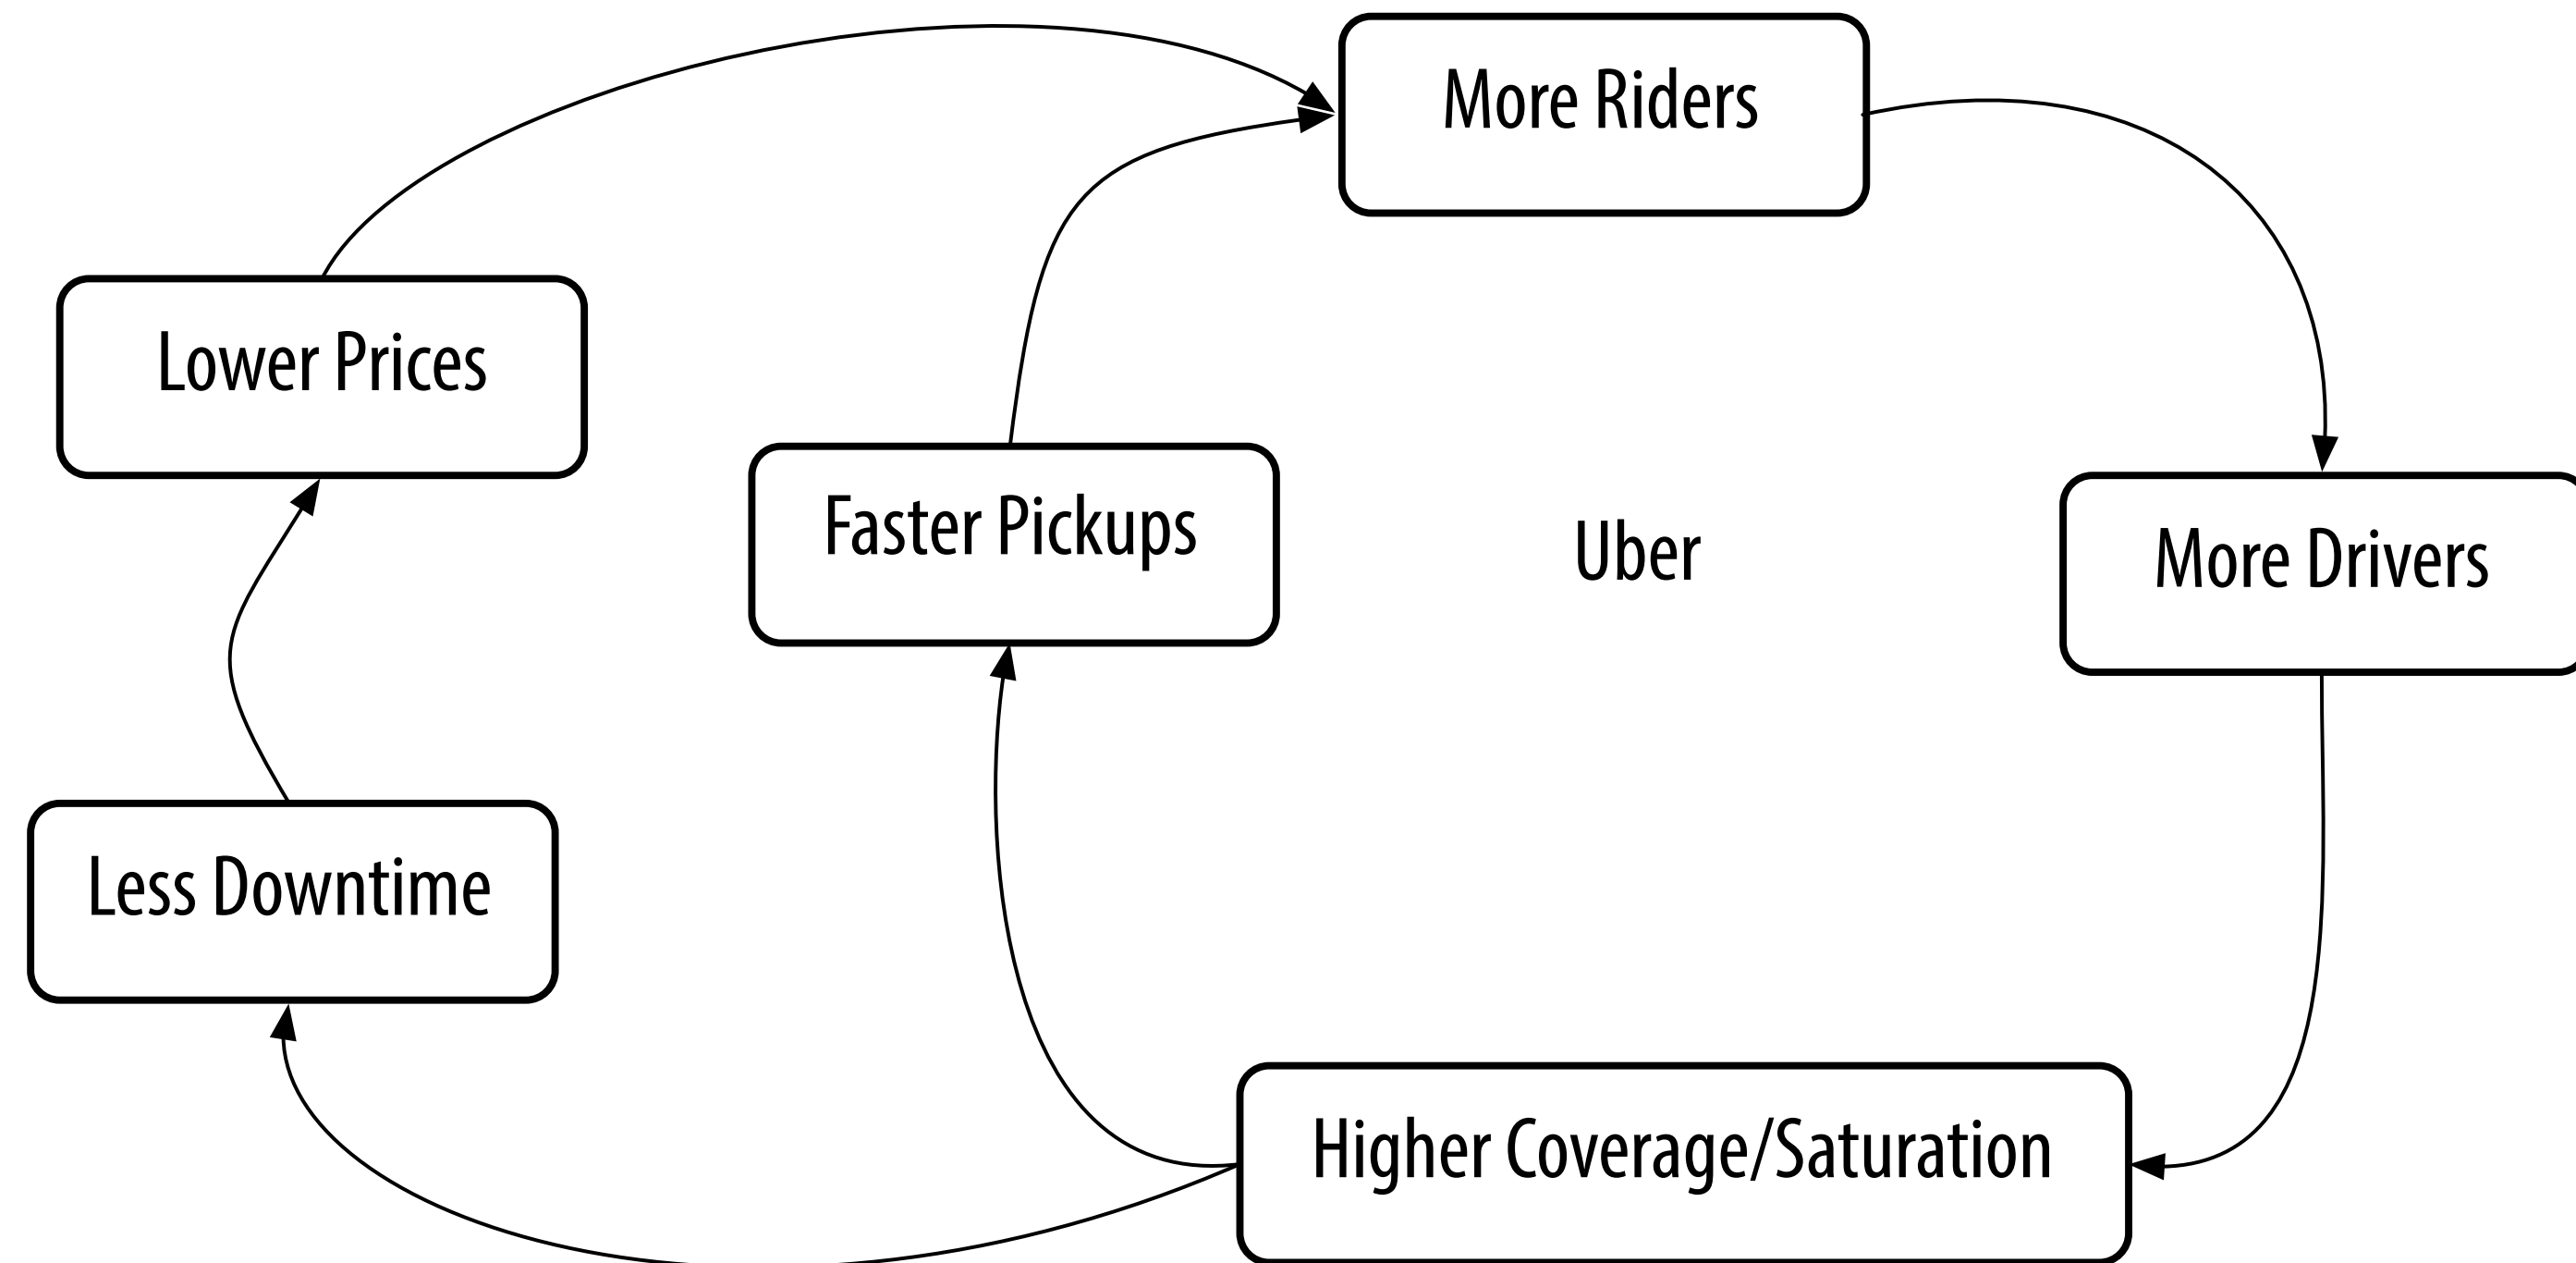 More Riders
Lower Prices
Faster Pickups
Uber
More Drivers
Less Downtime
Higher Coverage/Saturation